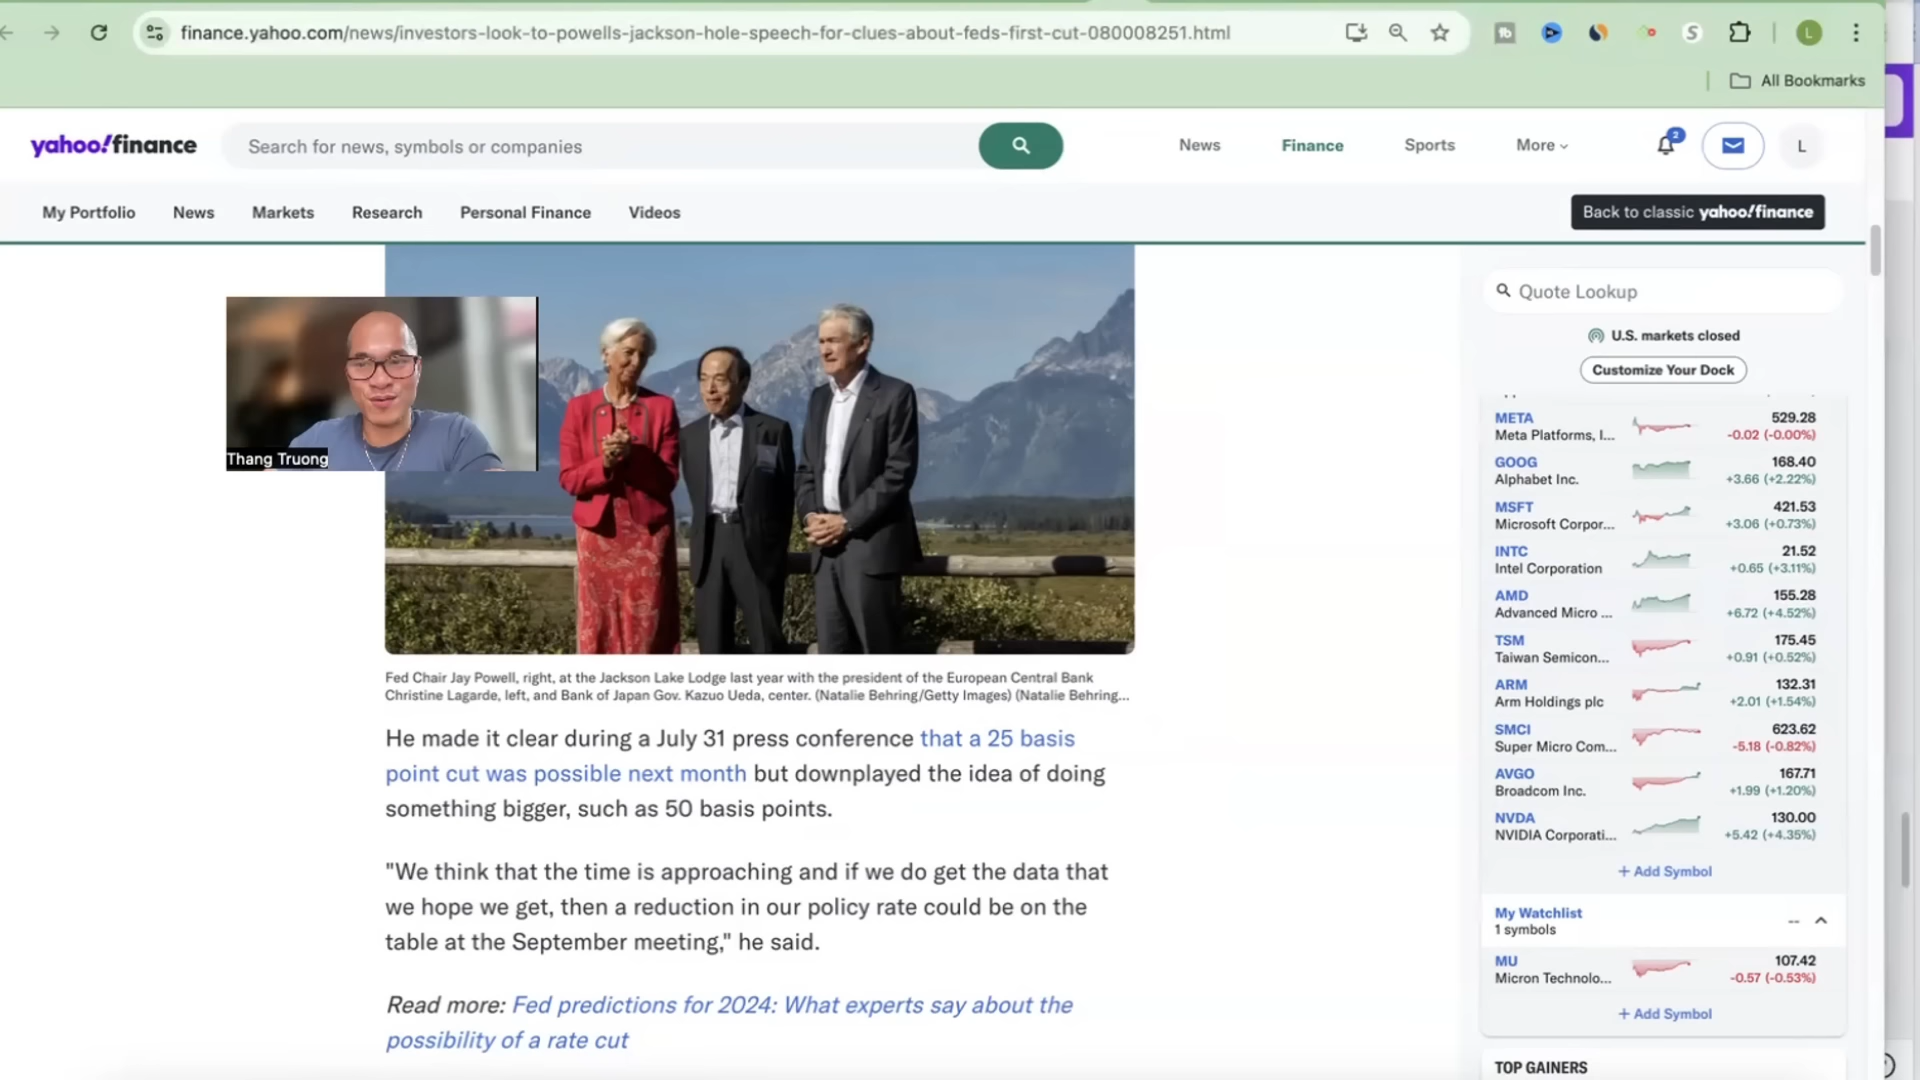 finance.yahoo.com/news/investors-look-to-powells-jackson-hole-speech-for-clues-about-feds-first-cut-080008251.html
tb
S
L
All Bookmarks
yahoo!finance
Search for news, symbols or companies
News
Finance
Sports
More
2
L
My Portfolio
News
Markets
Research
Personal Finance
Videos
Back to classic yahoo!finance
Thang Truong
Fed Chair Jay Powell, right, at the Jackson Lake Lodge last year with the president of the European Central Bank
Christine Lagarde, left, and Bank of Japan Gov. Kazuo Ueda, center. (Natalie Behring/Getty Images) (Natalie Behring...
He made it clear during a July 31 press conference that a 25 basis
point cut was possible next month but downplayed the idea of doing
something bigger, such as 50 basis points.
"We think that the time is approaching and if we do get the data that
we hope we get, then a reduction in our policy rate could be on the
table at the September meeting," he said.
Read more: Fed predictions for 2024: What experts say about the
possibility of a rate cut
Quote Lookup
U.S. markets closed
Customize Your Dock
META 529.28
Meta Platforms, I... -0.02 (-0.00%)
GOOG 168.40
Alphabet Inc. +3.66 (+2.22%)
MSFT 421.53
Microsoft Corpor... +3.06 (+0.73%)
INTC 21.52
Intel Corporation +0.65 (+3.11%)
AMD 155.28
Advanced Micro ... +6.72 (+4.52%)
TSM 175.45
Taiwan Semicon... +0.91 (+0.52%)
ARM 132.31
Arm Holdings plc +2.01 (+1.54%)
SMCI 623.62
Super Micro Com... -5.18 (-0.82%)
AVGO 167.71
Broadcom Inc. +1.99 (+1.20%)
NVDA 130.00
NVIDIA Corporati... +5.42 (+4.35%)
+ Add Symbol
My Watchlist --
1 symbols
MU 107.42
Micron Technolo... -0.57 (-0.53%)
+ Add Symbol
TOP GAINERS